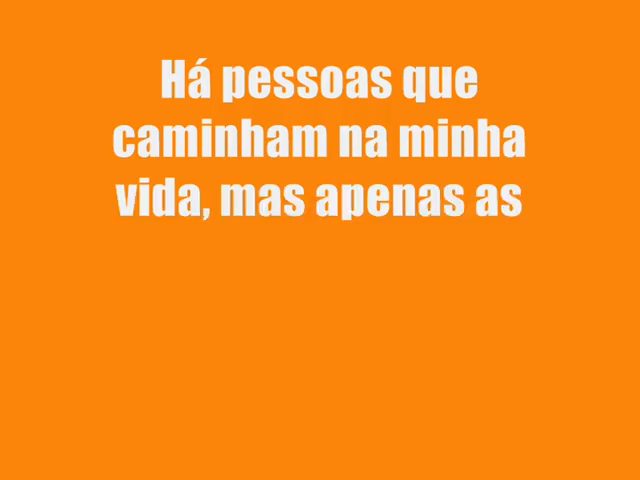 Há pessoas que
caminham na minha
vida, mas apenas as